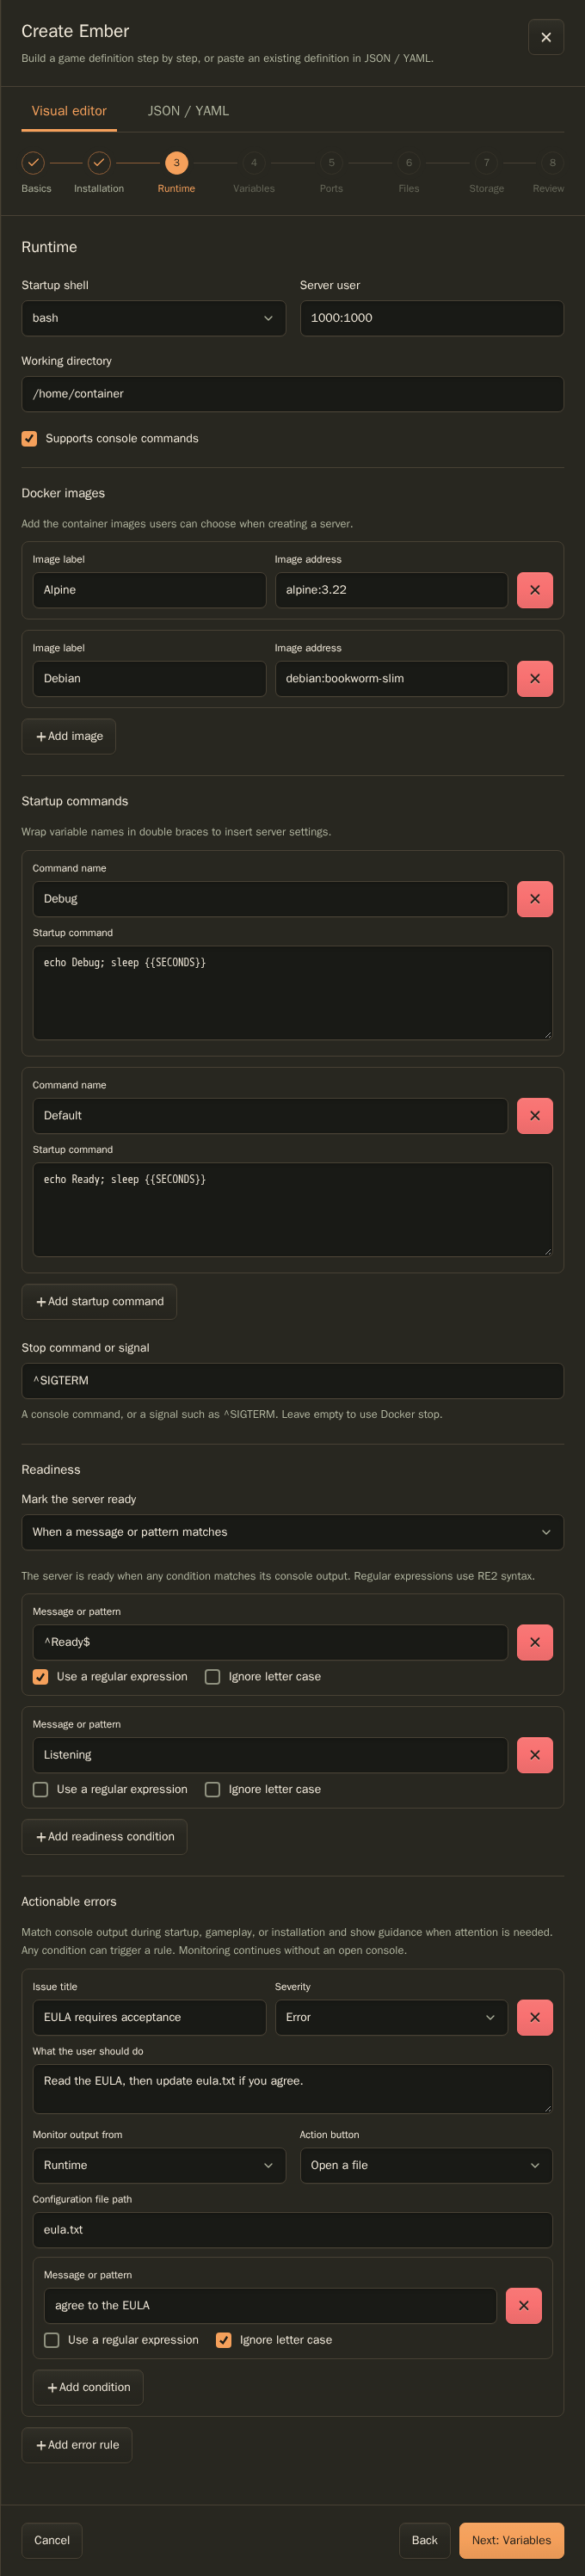 Create Ember
Build a game definition step by step, or paste an existing definition in JSON / YAML.
Visual editor
JSON / YAML
3 4 5 6 7 8
Basics Installation Runtime Variables Ports Files Storage Review
Runtime
Startup shell Server user
bash 1000:1000
Working directory
/home/container
Supports console commands
Docker images
Add the container images users can choose when creating a server.
Image label Image address
Alpine alpine:3.22
Image label Image address
Debian debian:bookworm-slim
+Add image
Startup commands
Wrap variable names in double braces to insert server settings.
Command name
Debug
Startup command
echo Debug; sleep {{SECONDS}}
Command name
Default
Startup command
echo Ready; sleep {{SECONDS}}
+Add startup command
Stop command or signal
^SIGTERM
A console command, or a signal such as ^SIGTERM. Leave empty to use Docker stop.
Readiness
Mark the server ready
When a message or pattern matches
The server is ready when any condition matches its console output. Regular expressions use RE2 syntax.
Message or pattern
^Ready$
Use a regular expression Ignore letter case
Message or pattern
Listening
Use a regular expression Ignore letter case
+Add readiness condition
Actionable errors
Match console output during startup, gameplay, or installation and show guidance when attention is needed.
Any condition can trigger a rule. Monitoring continues without an open console.
Issue title Severity
EULA requires acceptance Error
What the user should do
Read the EULA, then update eula.txt if you agree.
Monitor output from Action button
Runtime Open a file
Configuration file path
eula.txt
Message or pattern
agree to the EULA
Use a regular expression Ignore letter case
+Add condition
+Add error rule
Cancel Back Next: Variables